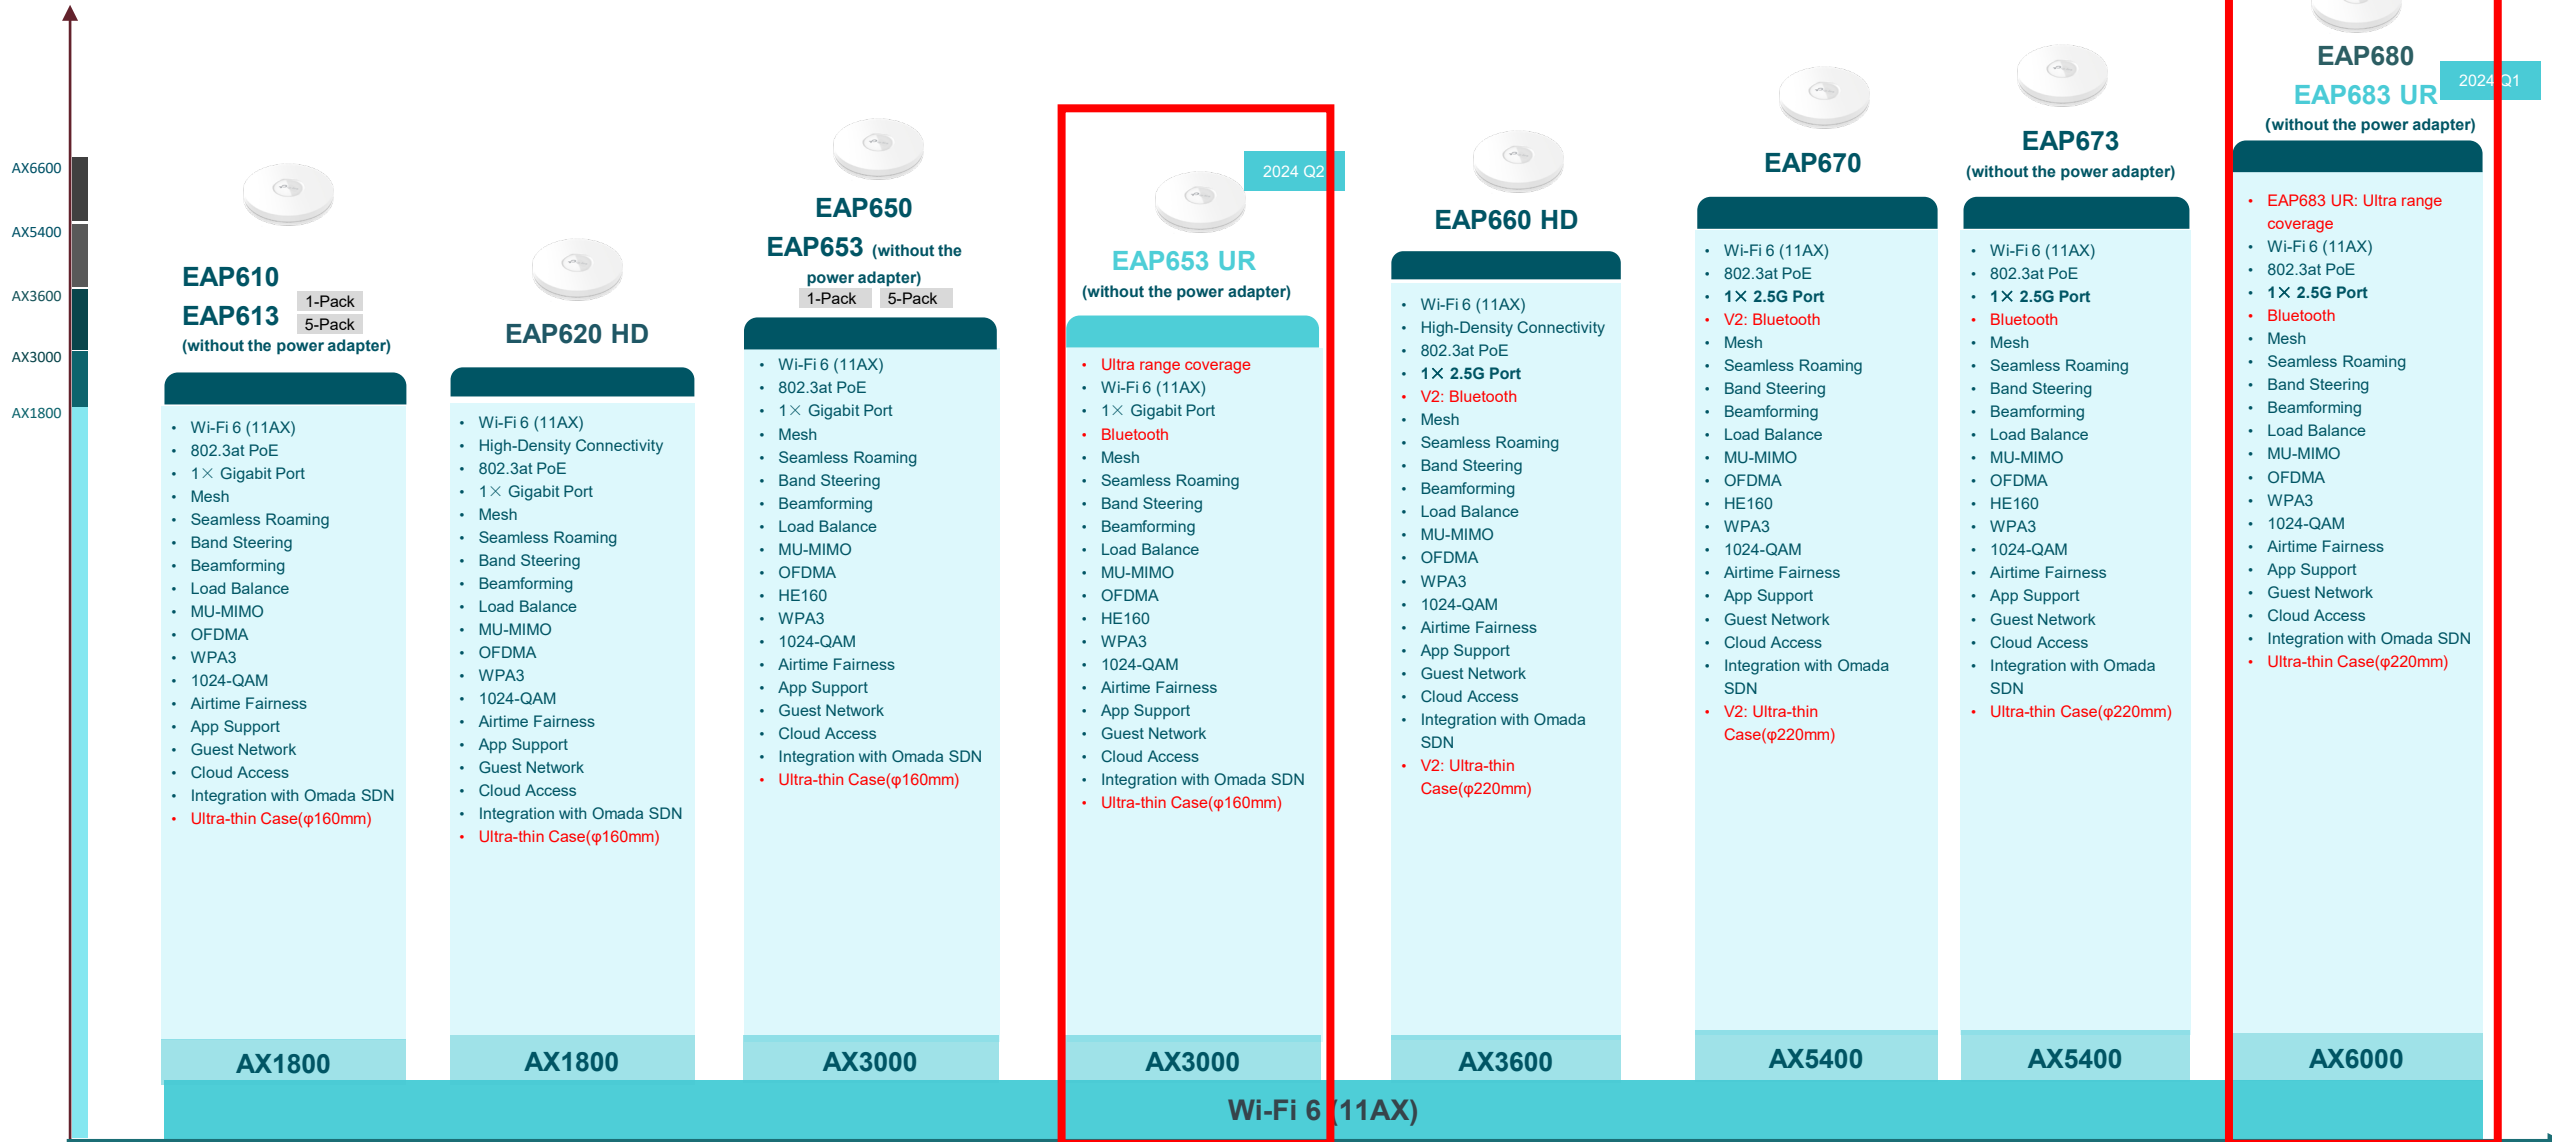 AX6600
AX5400
AX3600
AX3000
AX1800
EAP610
EAP613
1-Pack
5-Pack
(without the power adapter)
• Wi-Fi 6 (11AX)
• 802.3at PoE
• 1× Gigabit Port
• Mesh
• Seamless Roaming
• Band Steering
• Beamforming
• Load Balance
• MU-MIMO
• OFDMA
• WPA3
• 1024-QAM
• Airtime Fairness
• App Support
• Guest Network
• Cloud Access
• Integration with Omada SDN
• Ultra-thin Case(φ160mm)
AX1800
EAP620 HD
• Wi-Fi 6 (11AX)
• High-Density Connectivity
• 802.3at PoE
• 1× Gigabit Port
• Mesh
• Seamless Roaming
• Band Steering
• Beamforming
• Load Balance
• MU-MIMO
• OFDMA
• WPA3
• 1024-QAM
• Airtime Fairness
• App Support
• Guest Network
• Cloud Access
• Integration with Omada SDN
• Ultra-thin Case(φ160mm)
AX1800
EAP650
EAP653 (without the
power adapter)
1-Pack 5-Pack
• Wi-Fi 6 (11AX)
• 802.3at PoE
• 1× Gigabit Port
• Mesh
• Seamless Roaming
• Band Steering
• Beamforming
• Load Balance
• MU-MIMO
• OFDMA
• HE160
• WPA3
• 1024-QAM
• Airtime Fairness
• App Support
• Guest Network
• Cloud Access
• Integration with Omada SDN
• Ultra-thin Case(φ160mm)
AX3000
2024 Q2
EAP653 UR
(without the power adapter)
• Ultra range coverage
• Wi-Fi 6 (11AX)
• 1× Gigabit Port
• Bluetooth
• Mesh
• Seamless Roaming
• Band Steering
• Beamforming
• Load Balance
• MU-MIMO
• OFDMA
• HE160
• WPA3
• 1024-QAM
• Airtime Fairness
• App Support
• Guest Network
• Cloud Access
• Integration with Omada SDN
• Ultra-thin Case(φ160mm)
AX3000
EAP660 HD
• Wi-Fi 6 (11AX)
• High-Density Connectivity
• 802.3at PoE
• 1× 2.5G Port
• V2: Bluetooth
• Mesh
• Seamless Roaming
• Band Steering
• Beamforming
• Load Balance
• MU-MIMO
• OFDMA
• WPA3
• 1024-QAM
• Airtime Fairness
• App Support
• Guest Network
• Cloud Access
• Integration with Omada
SDN
• V2: Ultra-thin
Case(φ220mm)
AX3600
EAP670
• Wi-Fi 6 (11AX)
• 802.3at PoE
• 1× 2.5G Port
• V2: Bluetooth
• Mesh
• Seamless Roaming
• Band Steering
• Beamforming
• Load Balance
• MU-MIMO
• OFDMA
• HE160
• WPA3
• 1024-QAM
• Airtime Fairness
• App Support
• Guest Network
• Cloud Access
• Integration with Omada
SDN
• V2: Ultra-thin
Case(φ220mm)
AX5400
EAP673
(without the power adapter)
• Wi-Fi 6 (11AX)
• 802.3at PoE
• 1× 2.5G Port
• Bluetooth
• Mesh
• Seamless Roaming
• Band Steering
• Beamforming
• Load Balance
• MU-MIMO
• OFDMA
• HE160
• WPA3
• 1024-QAM
• Airtime Fairness
• App Support
• Guest Network
• Cloud Access
• Integration with Omada
SDN
• Ultra-thin Case(φ220mm)
AX5400
EAP680
2024 Q1
EAP683 UR
(without the power adapter)
• EAP683 UR: Ultra range
coverage
• Wi-Fi 6 (11AX)
• 802.3at PoE
• 1× 2.5G Port
• Bluetooth
• Mesh
• Seamless Roaming
• Band Steering
• Beamforming
• Load Balance
• MU-MIMO
• OFDMA
• WPA3
• 1024-QAM
• Airtime Fairness
• App Support
• Guest Network
• Cloud Access
• Integration with Omada SDN
• Ultra-thin Case(φ220mm)
AX6000
Wi-Fi 6 (11AX)